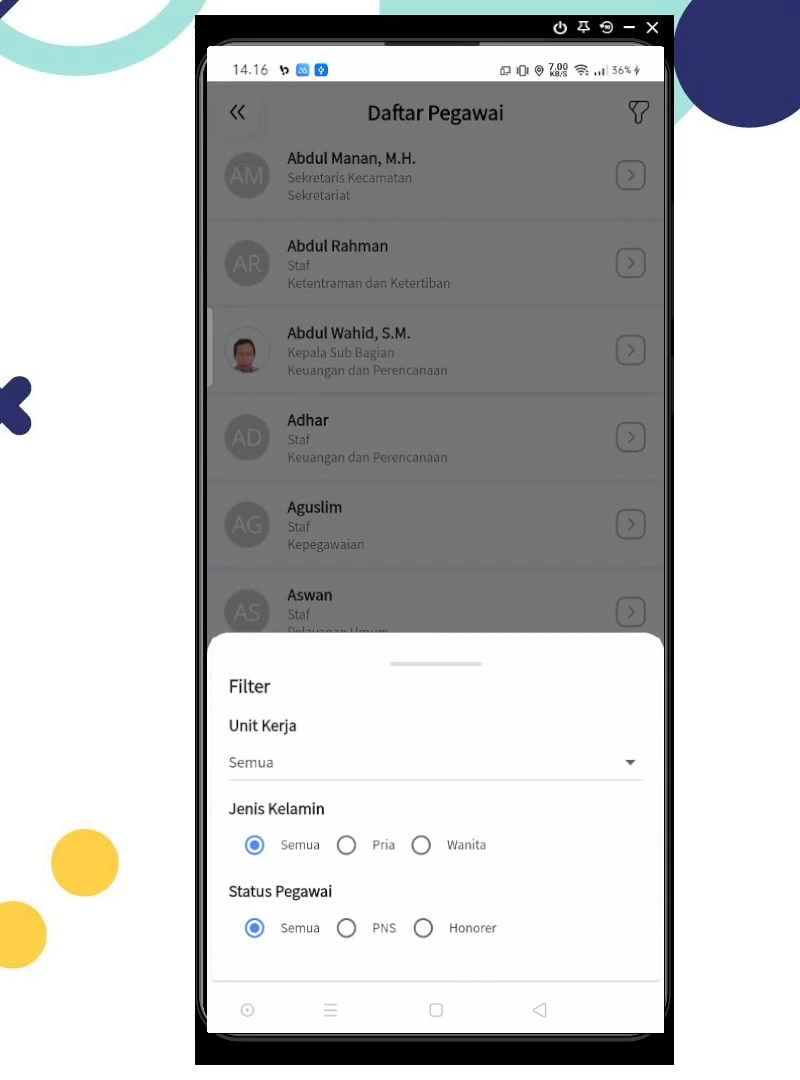 14.16
7.00
KB/S
36%
Daftar Pegawai
AM
Abdul Manan, M.H.
Sekretaris Kecamatan
Sekretariat
AR
Abdul Rahman
Staf
Ketentraman dan Ketertiban
Abdul Wahid, S.M.
Kepala Sub Bagian
Keuangan dan Perencanaan
AD
Adhar
Staf
Keuangan dan Perencanaan
AG
Aguslim
Staf
Kepegawaian
AS
Aswan
Staf
Pelayanan Umum
Filter
Unit Kerja
Semua
Jenis Kelamin
Semua Pria Wanita
Status Pegawai
Semua PNS Honorer